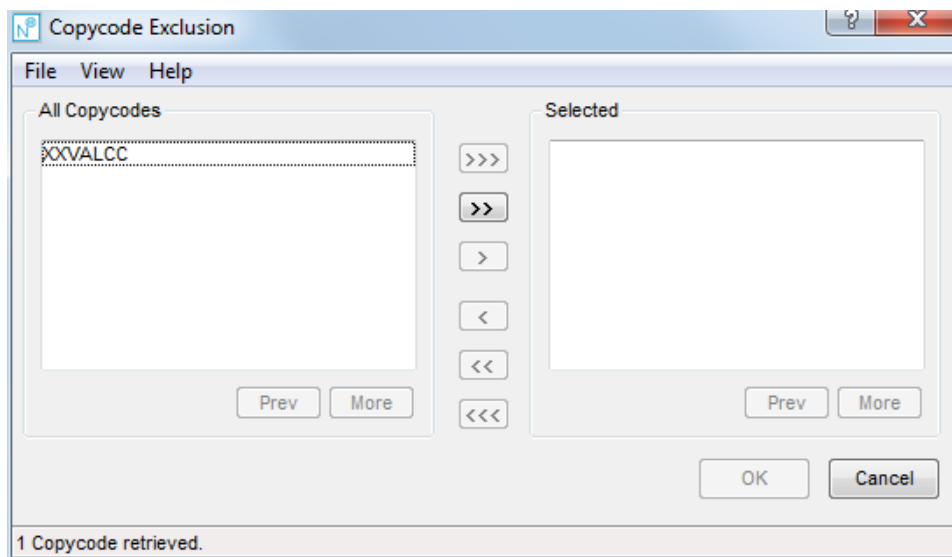 Copycode Exclusion
?
X
File View Help
All Copycodes
Selected
XXVALCC
>>>
>>
>
<
<<
<<<
Prev More
Prev More
OK Cancel
1 Copycode retrieved.